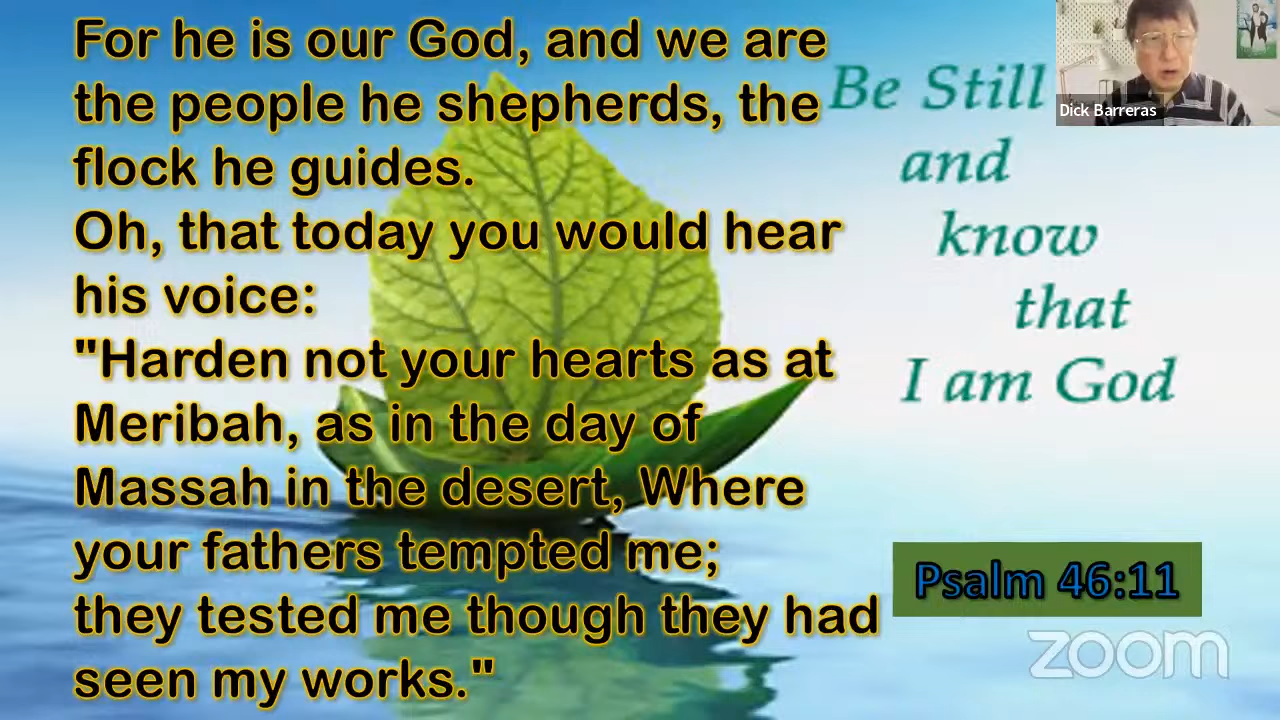 For he is our God, and we are
the people he shepherds, the
flock he guides.
Oh, that today you would hear
his voice:
"Harden not your hearts as at
Meribah, as in the day of
Massah in the desert, Where
your fathers tempted me;
they tested me though they had
seen my works."
Be Still
and
know
that
I am God
Dick Barreras
Psalm 46:11
zoom